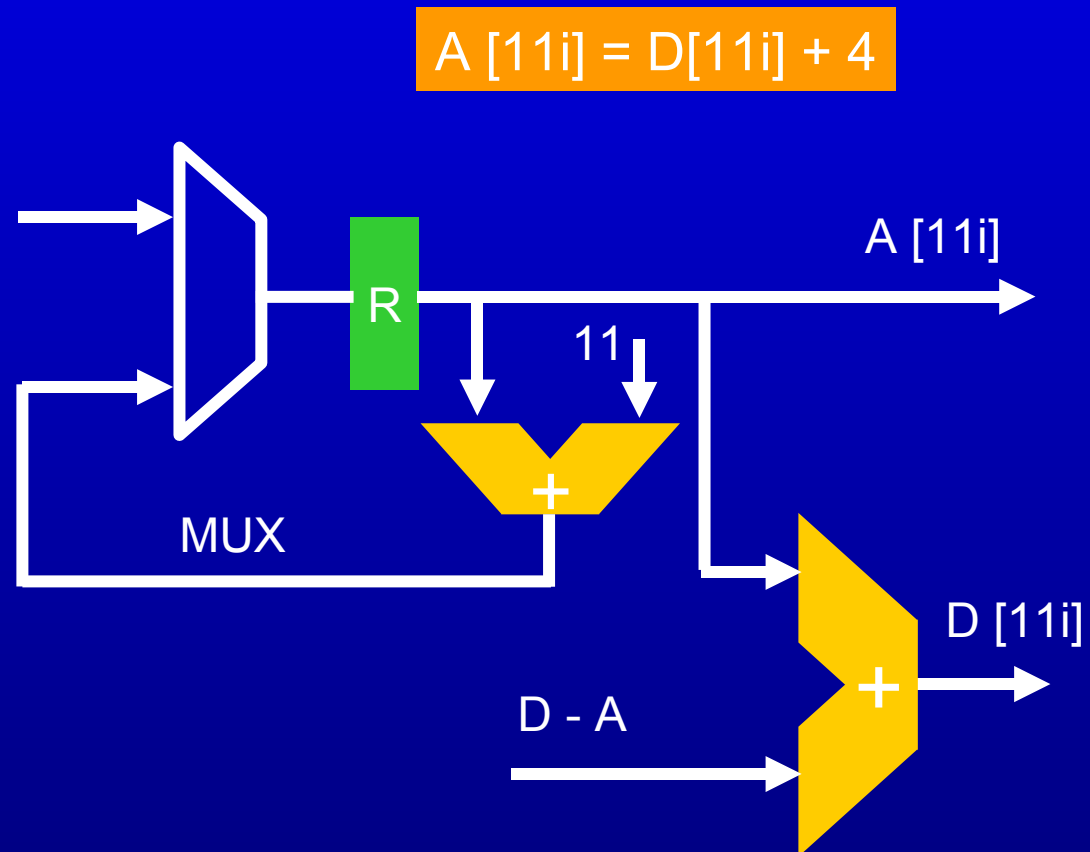 A [11i] = D[11i] + 4
A [11i]
R
11
+
MUX
D [11i]
+
D - A